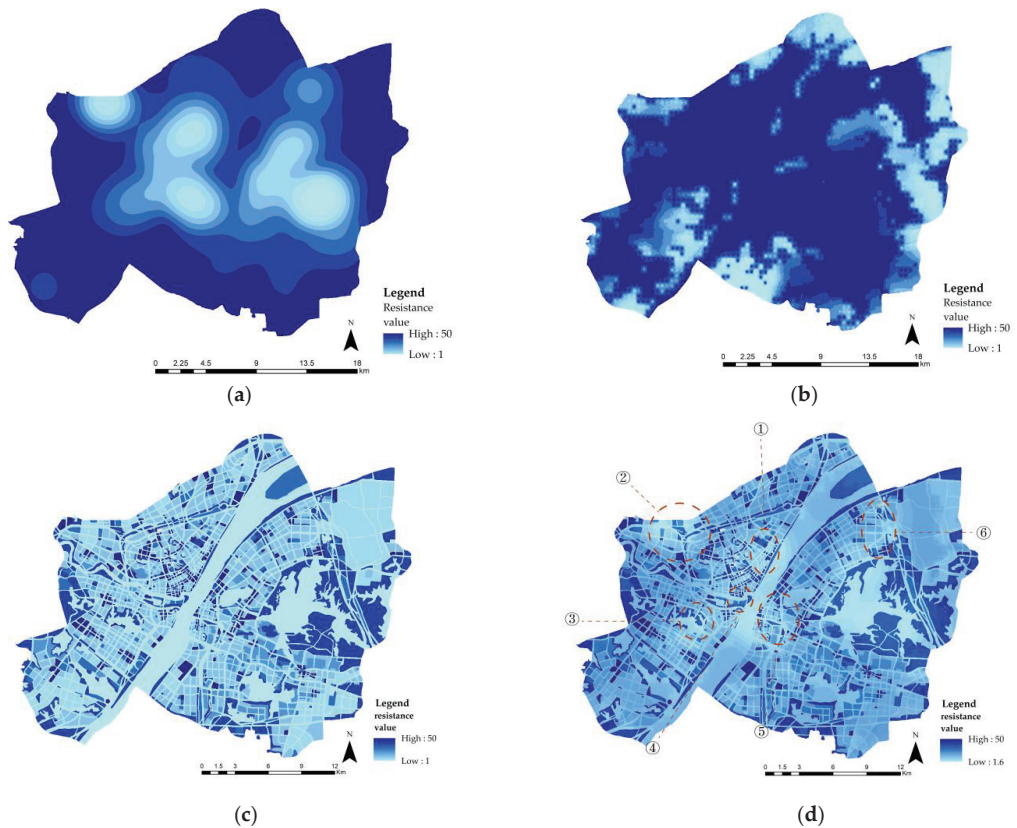 Legend
Resistance
value
High : 50
Low : 1
N
0 2.25 4.5 9 13.5 18
km
(a)
Legend
Resistance
value
High : 50
Low : 1
N
0 2.25 4.5 9 13.5 18
km
(b)
Legend
resistance
value
High : 50
Low : 1
N
0 1.5 3 6 9 12
Km
(c)
①
②
③
④
⑤
⑥
Legend
resistance
value
High : 50
Low : 1.6
N
0 1.5 3 6 9 12
Km
(d)